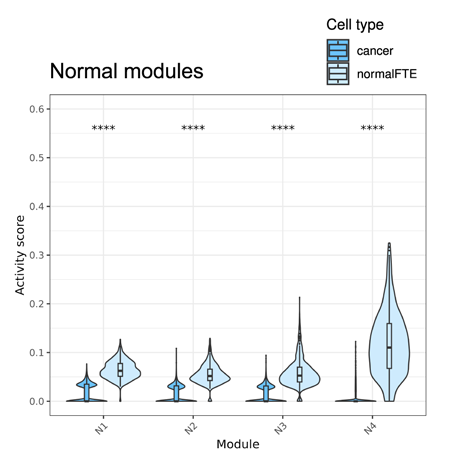 Cell type
cancer
normalFTE
Normal modules
0.6
**** **** **** ****
0.5
0.4
0.3
0.2
0.1
0.0
Activity score
N1 N2 N3 N4
Module